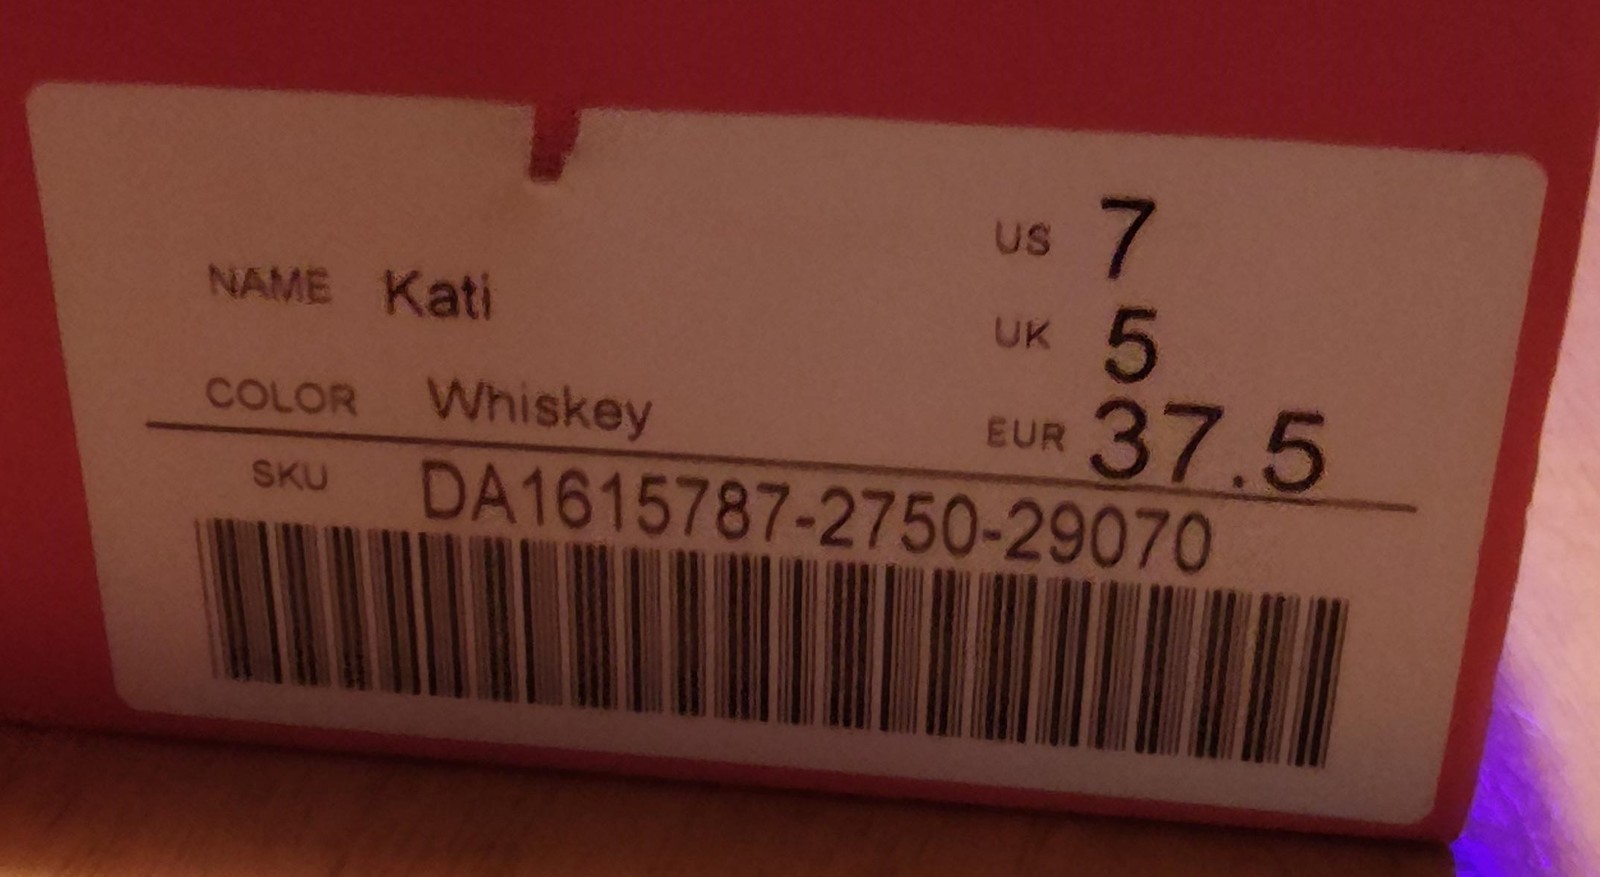 NAME Kati
COLOR Whiskey
US 7
UK 5
EUR 37.5
SKU DA1615787-2750-29070